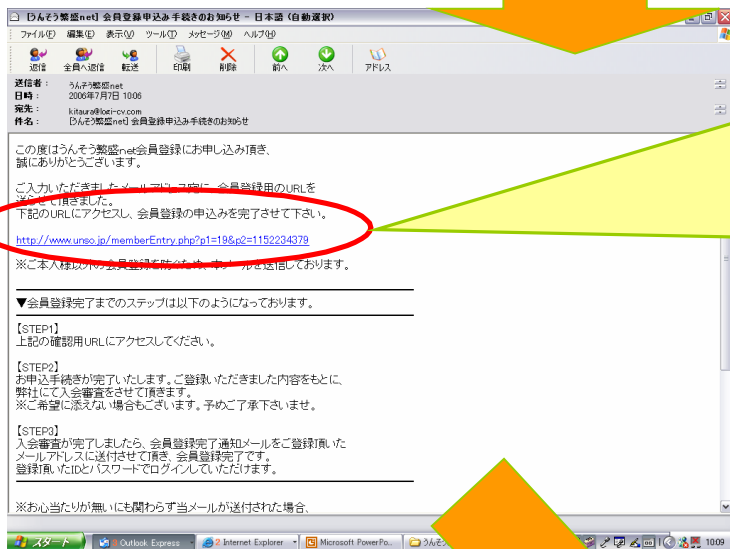 [うんそう繁盛net] 会員登録申込み手続きのお知らせ - 日本語 (自動選択)
ファイル(F) 編集(E) 表示(V) ツール(T) メッセージ(M) ヘルプ(H)
返信 全員へ返信 転送 印刷 削除 前へ 次へ アドレス
送信者： うんそう繁盛net
日時： 2006年7月7日 10:06
宛先： kitaura@logi-cv.com
件名： [うんそう繁盛net] 会員登録申込み手続きのお知らせ
この度はうんそう繁盛net会員登録にお申し込み頂き、
誠にありがとうございます。
ご入力いただきましたメールアドレス宛に、会員登録用のURLを
送らせて頂きました。
下記のURLにアクセスし、会員登録の申込みを完了させて下さい。
http://www.unso.jp/memberEntry.php?p1=19&p2=1152234379
※ご本人様以外の会員登録を防ぐため、本メールを送信しております。
▼会員登録完了までのステップは以下のようになっております。
【STEP1】
上記の確認用URLにアクセスしてください。
【STEP2】
お申込手続きが完了いたします。ご登録いただきました内容をもとに、
弊社にて入会審査をさせて頂きます。
※ご希望に添えない場合もございます。予めご了承下さいませ。
【STEP3】
入会審査が完了しましたら、会員登録完了通知メールをご登録頂いた
メールアドレスに送付させて頂き、会員登録完了です。
登録頂いたIDとパスワードでログインしていただけます。
※お心当たりが無いにも関わらず当メールが送付された場合、
スタート 3 Outlook Express 2 Internet Explorer Microsoft PowerPo... 10:09